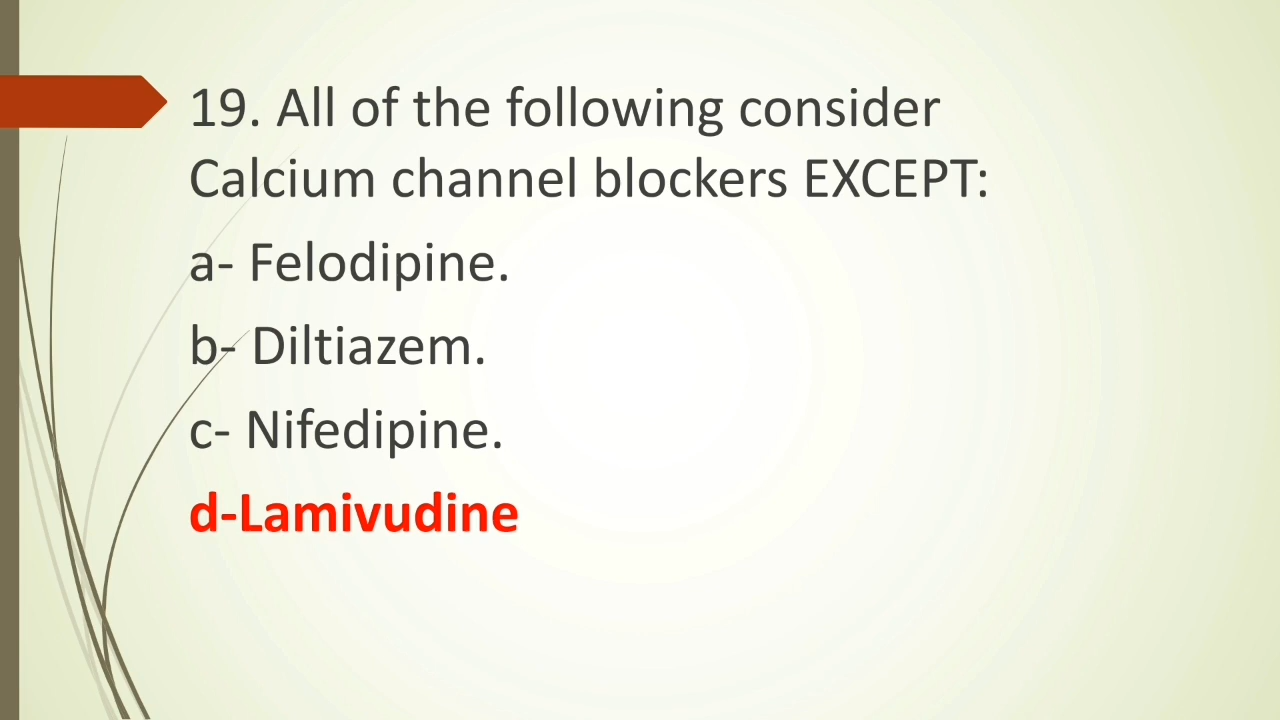 19. All of the following consider
Calcium channel blockers EXCEPT:
a- Felodipine.
b- Diltiazem.
c- Nifedipine.
d-Lamivudine